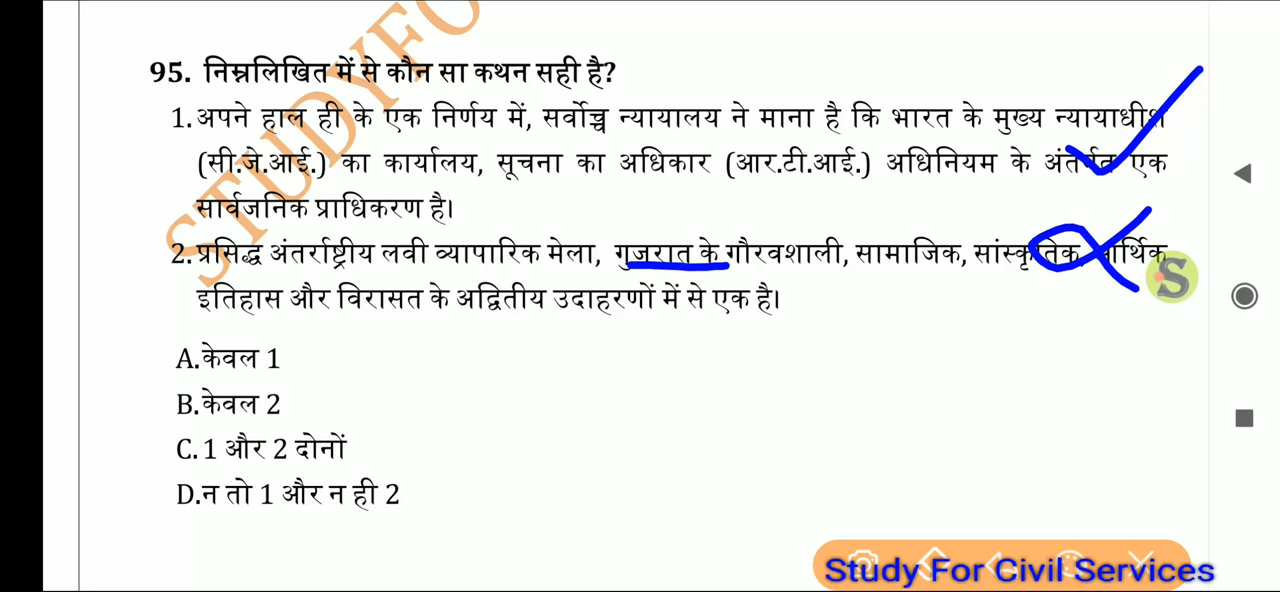 STUDYFO
95. निम्नलिखित में से कौन सा कथन सही है?
1.अपने हाल ही के एक निर्णय में, सर्वोच्च न्यायालय ने माना है कि भारत के मुख्य न्यायाधीश
(सी.जे.आई.) का कार्यालय, सूचना का अधिकार (आर.टी.आई.) अधिनियम के अंतर्गत एक
सार्वजनिक प्राधिकरण है।
2.प्रसिद्ध अंतर्राष्ट्रीय लवी व्यापारिक मेला, गुजरात के गौरवशाली, सामाजिक, सांस्कृतिक, आर्थिक
इतिहास और विरासत के अद्वितीय उदाहरणों में से एक है।
A.केवल 1
B.केवल 2
C.1 और 2 दोनों
D.न तो 1 और न ही 2
S
Study For Civil Services